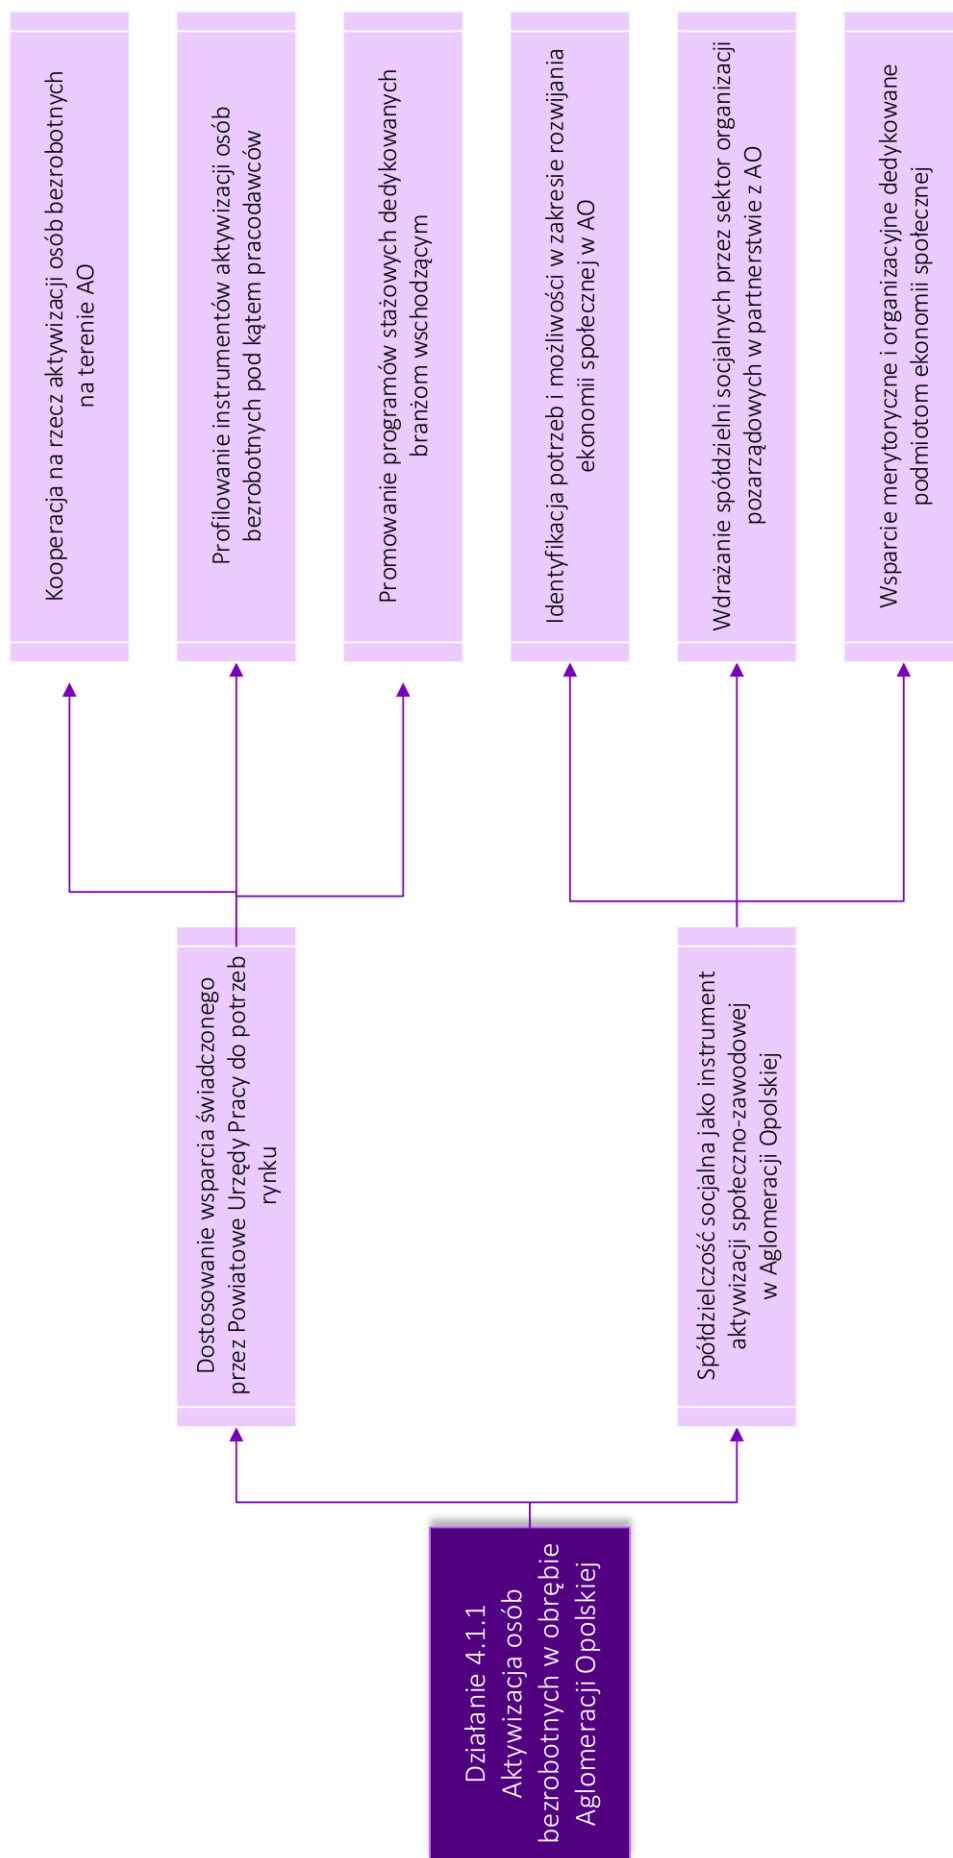 Działanie 4.1.1
Aktywizacja osób
bezrobotnych w obrębie
Aglomeracji Opolskiej
Dostosowanie wsparcia świadczonego
przez Powiatowe Urzędy Pracy do potrzeb
rynku
Kooperacja na rzecz aktywizacji osób bezrobotnych
na terenie AO
Profilowanie instrumentów aktywizacji osób
bezrobotnych pod kątem pracodawców
Promowanie programów stażowych dedykowanych
branżom wschodzącym
Spółdzielczość socjalna jako instrument
aktywizacji społeczno-zawodowej
w Aglomeracji Opolskiej
Identyfikacja potrzeb i możliwości w zakresie rozwijania
ekonomii społecznej w AO
Wdrażanie spółdzielni socjalnych przez sektor organizacji
pozarządowych w partnerstwie z AO
Wsparcie merytoryczne i organizacyjne dedykowane
podmiotom ekonomii społecznej